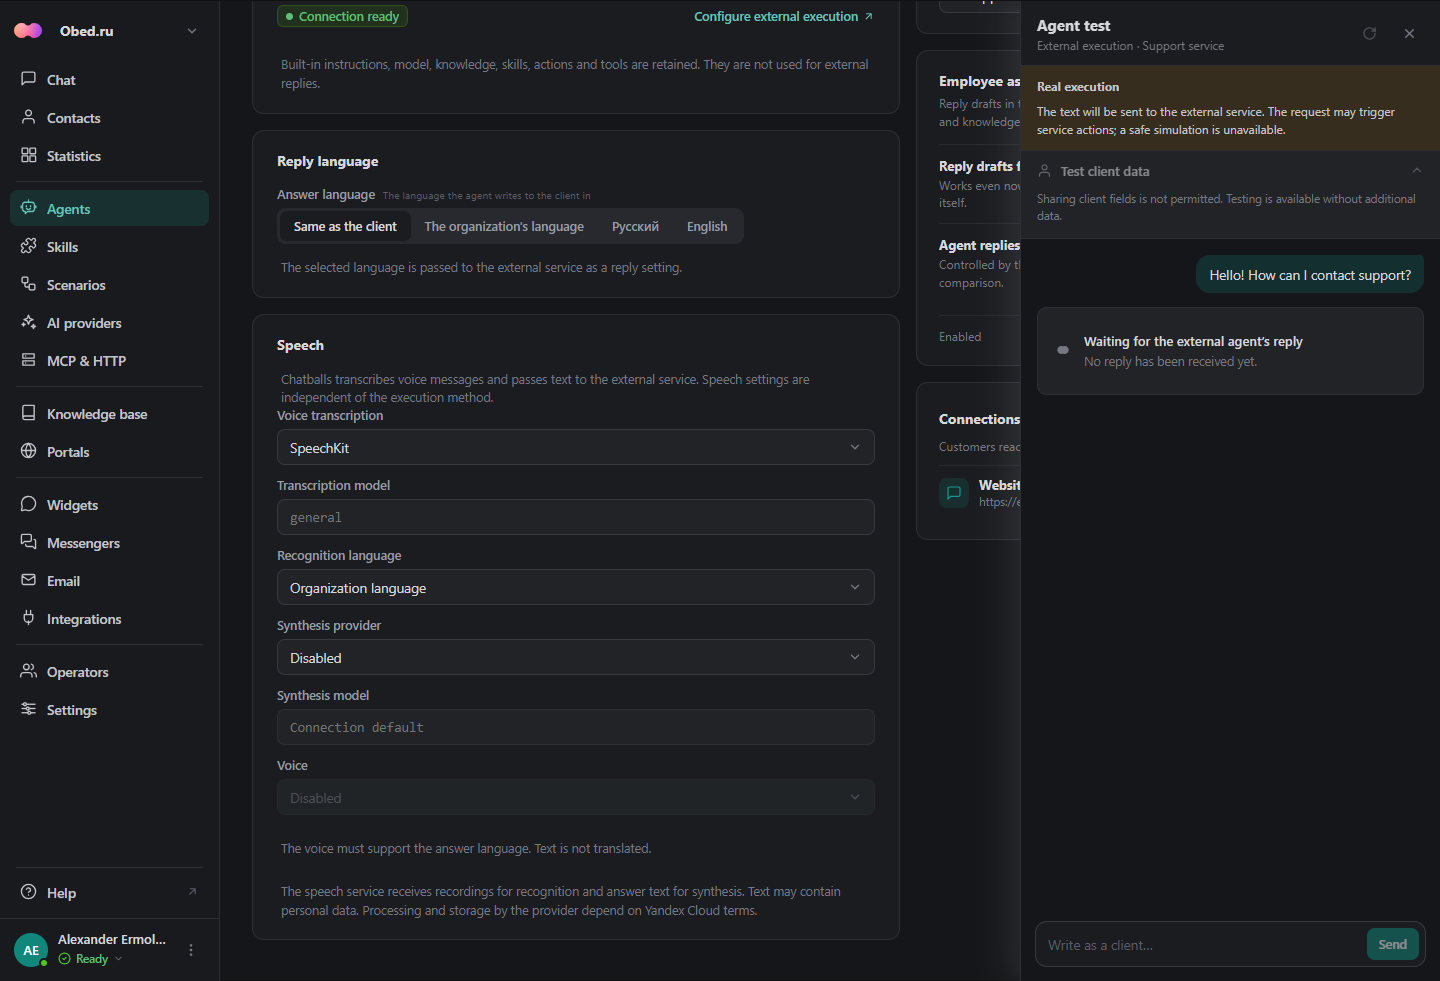 Obed.ru
Chat
Contacts
Statistics
Agents
Skills
Scenarios
AI providers
MCP & HTTP
Knowledge base
Portals
Widgets
Messengers
Email
Integrations
Operators
Settings
Help
AE
Alexander Ermol...
Ready
Connection ready
Configure external execution
Built-in instructions, model, knowledge, skills, actions and tools are retained. They are not used for external
replies.
Reply language
Answer language The language the agent writes to the client in
Same as the client
The organization's language
Русский
English
The selected language is passed to the external service as a reply setting.
Speech
Chatballs transcribes voice messages and passes text to the external service. Speech settings are
independent of the execution method.
Voice transcription
SpeechKit
Transcription model
general
Recognition language
Organization language
Synthesis provider
Disabled
Synthesis model
Connection default
Voice
Disabled
The voice must support the answer language. Text is not translated.
The speech service receives recordings for recognition and answer text for synthesis. Text may contain
personal data. Processing and storage by the provider depend on Yandex Cloud terms.
Employee as
Reply drafts in
and knowledge
Reply drafts
Works even now
itself.
Agent replies
Controlled by
comparison.
Enabled
Connections
Customers reac
Websit
https://e
Agent test
External execution · Support service
Real execution
The text will be sent to the external service. The request may trigger
service actions; a safe simulation is unavailable.
Test client data
Sharing client fields is not permitted. Testing is available without additional
data.
Hello! How can I contact support?
Waiting for the external agent's reply
No reply has been received yet.
Write as a client...
Send